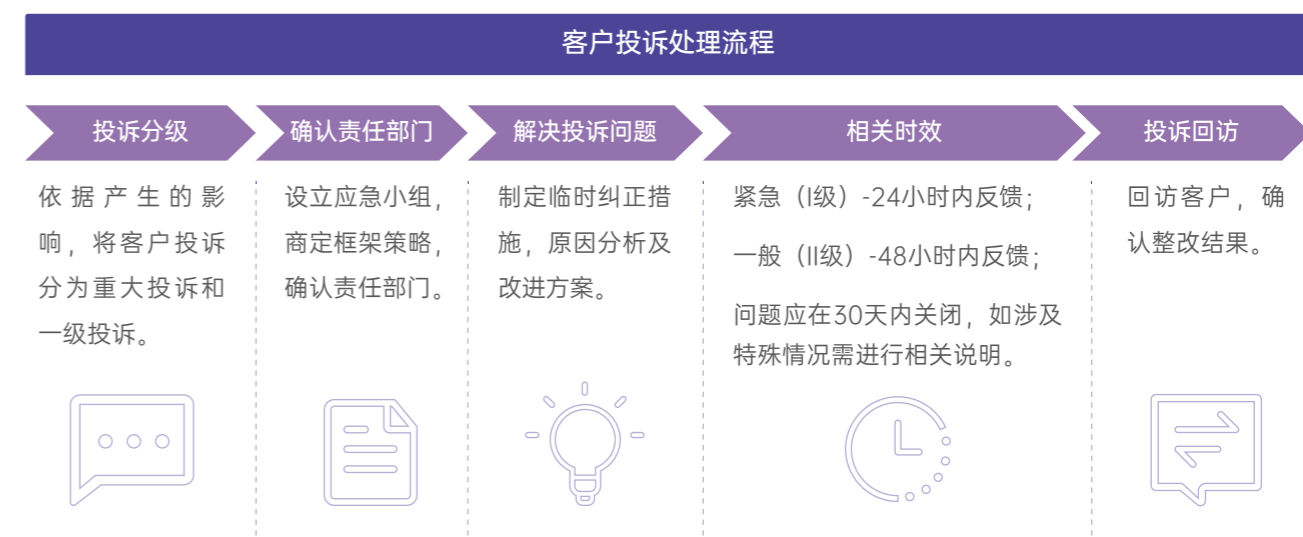 客户投诉处理流程
投诉分级
确认责任部门
解决投诉问题
相关时效
投诉回访
依据产生的影
响，将客户投诉
分为重大投诉和
一级投诉。
设立应急小组，
商定框架策略，
确认责任部门。
制定临时纠正措
施，原因分析及
改进方案。
紧急（I级）-24小时内反馈；
一般（II级）-48小时内反馈；
问题应在30天内关闭，如涉及
特殊情况需进行相关说明。
回访客户，确
认整改结果。